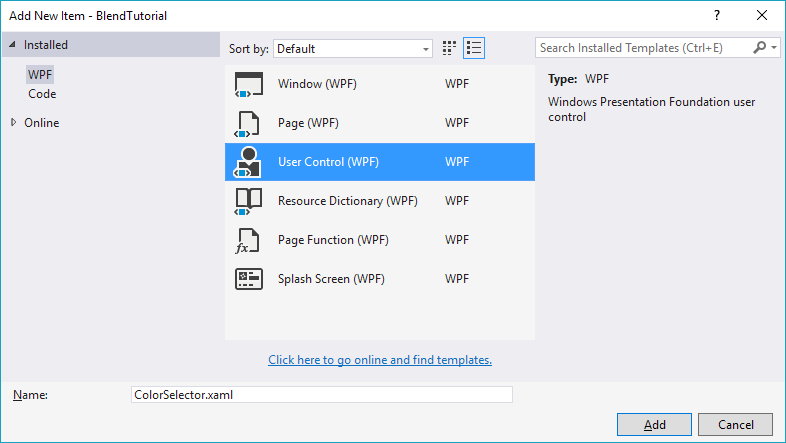 Add New Item - BlendTutorial
Installed
WPF
Code
Online
Sort by: Default
Search Installed Templates (Ctrl+E)
Window (WPF) WPF
Page (WPF) WPF
User Control (WPF) WPF
Resource Dictionary (WPF) WPF
fx Page Function (WPF) WPF
Splash Screen (WPF) WPF
Type: WPF
Windows Presentation Foundation user
control
Click here to go online and find templates.
Name: ColorSelector.xaml
Add Cancel